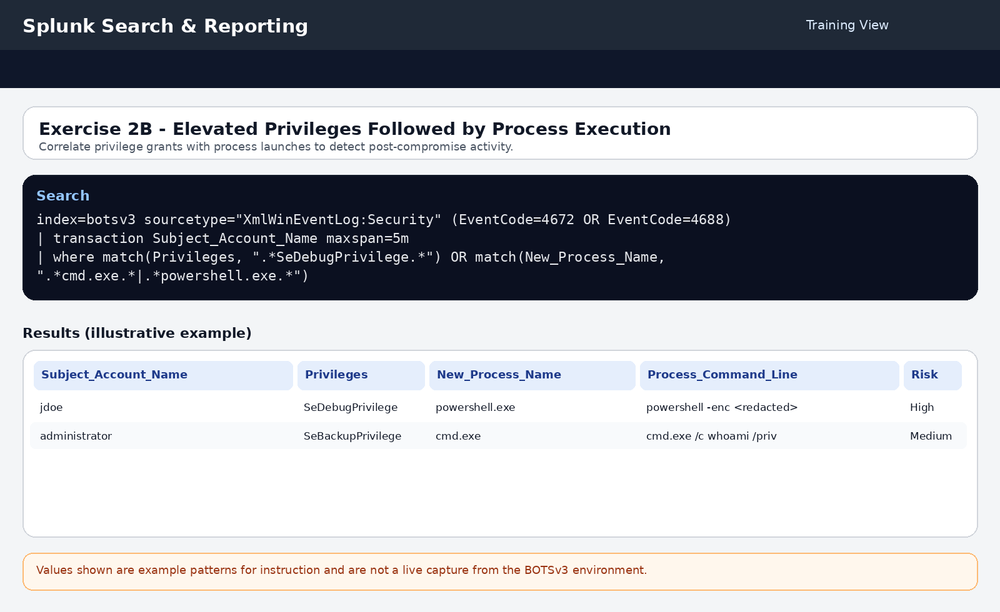 Splunk Search & Reporting
Training View
Exercise 2B - Elevated Privileges Followed by Process Execution
Correlate privilege grants with process launches to detect post-compromise activity.
Search
index=botsv3 sourcetype="XmlWinEventLog:Security" (EventCode=4672 OR EventCode=4688)
| transaction Subject_Account_Name maxspan=5m
| where match(Privileges, ".*SeDebugPrivilege.*") OR match(New_Process_Name,
".*cmd.exe.*|.*powershell.exe.*")
Results (illustrative example)
Subject_Account_Name Privileges New_Process_Name Process_Command_Line Risk
jdoe SeDebugPrivilege powershell.exe powershell -enc <redacted> High
administrator SeBackupPrivilege cmd.exe cmd.exe /c whoami /priv Medium
Values shown are example patterns for instruction and are not a live capture from the BOTSv3 environment.